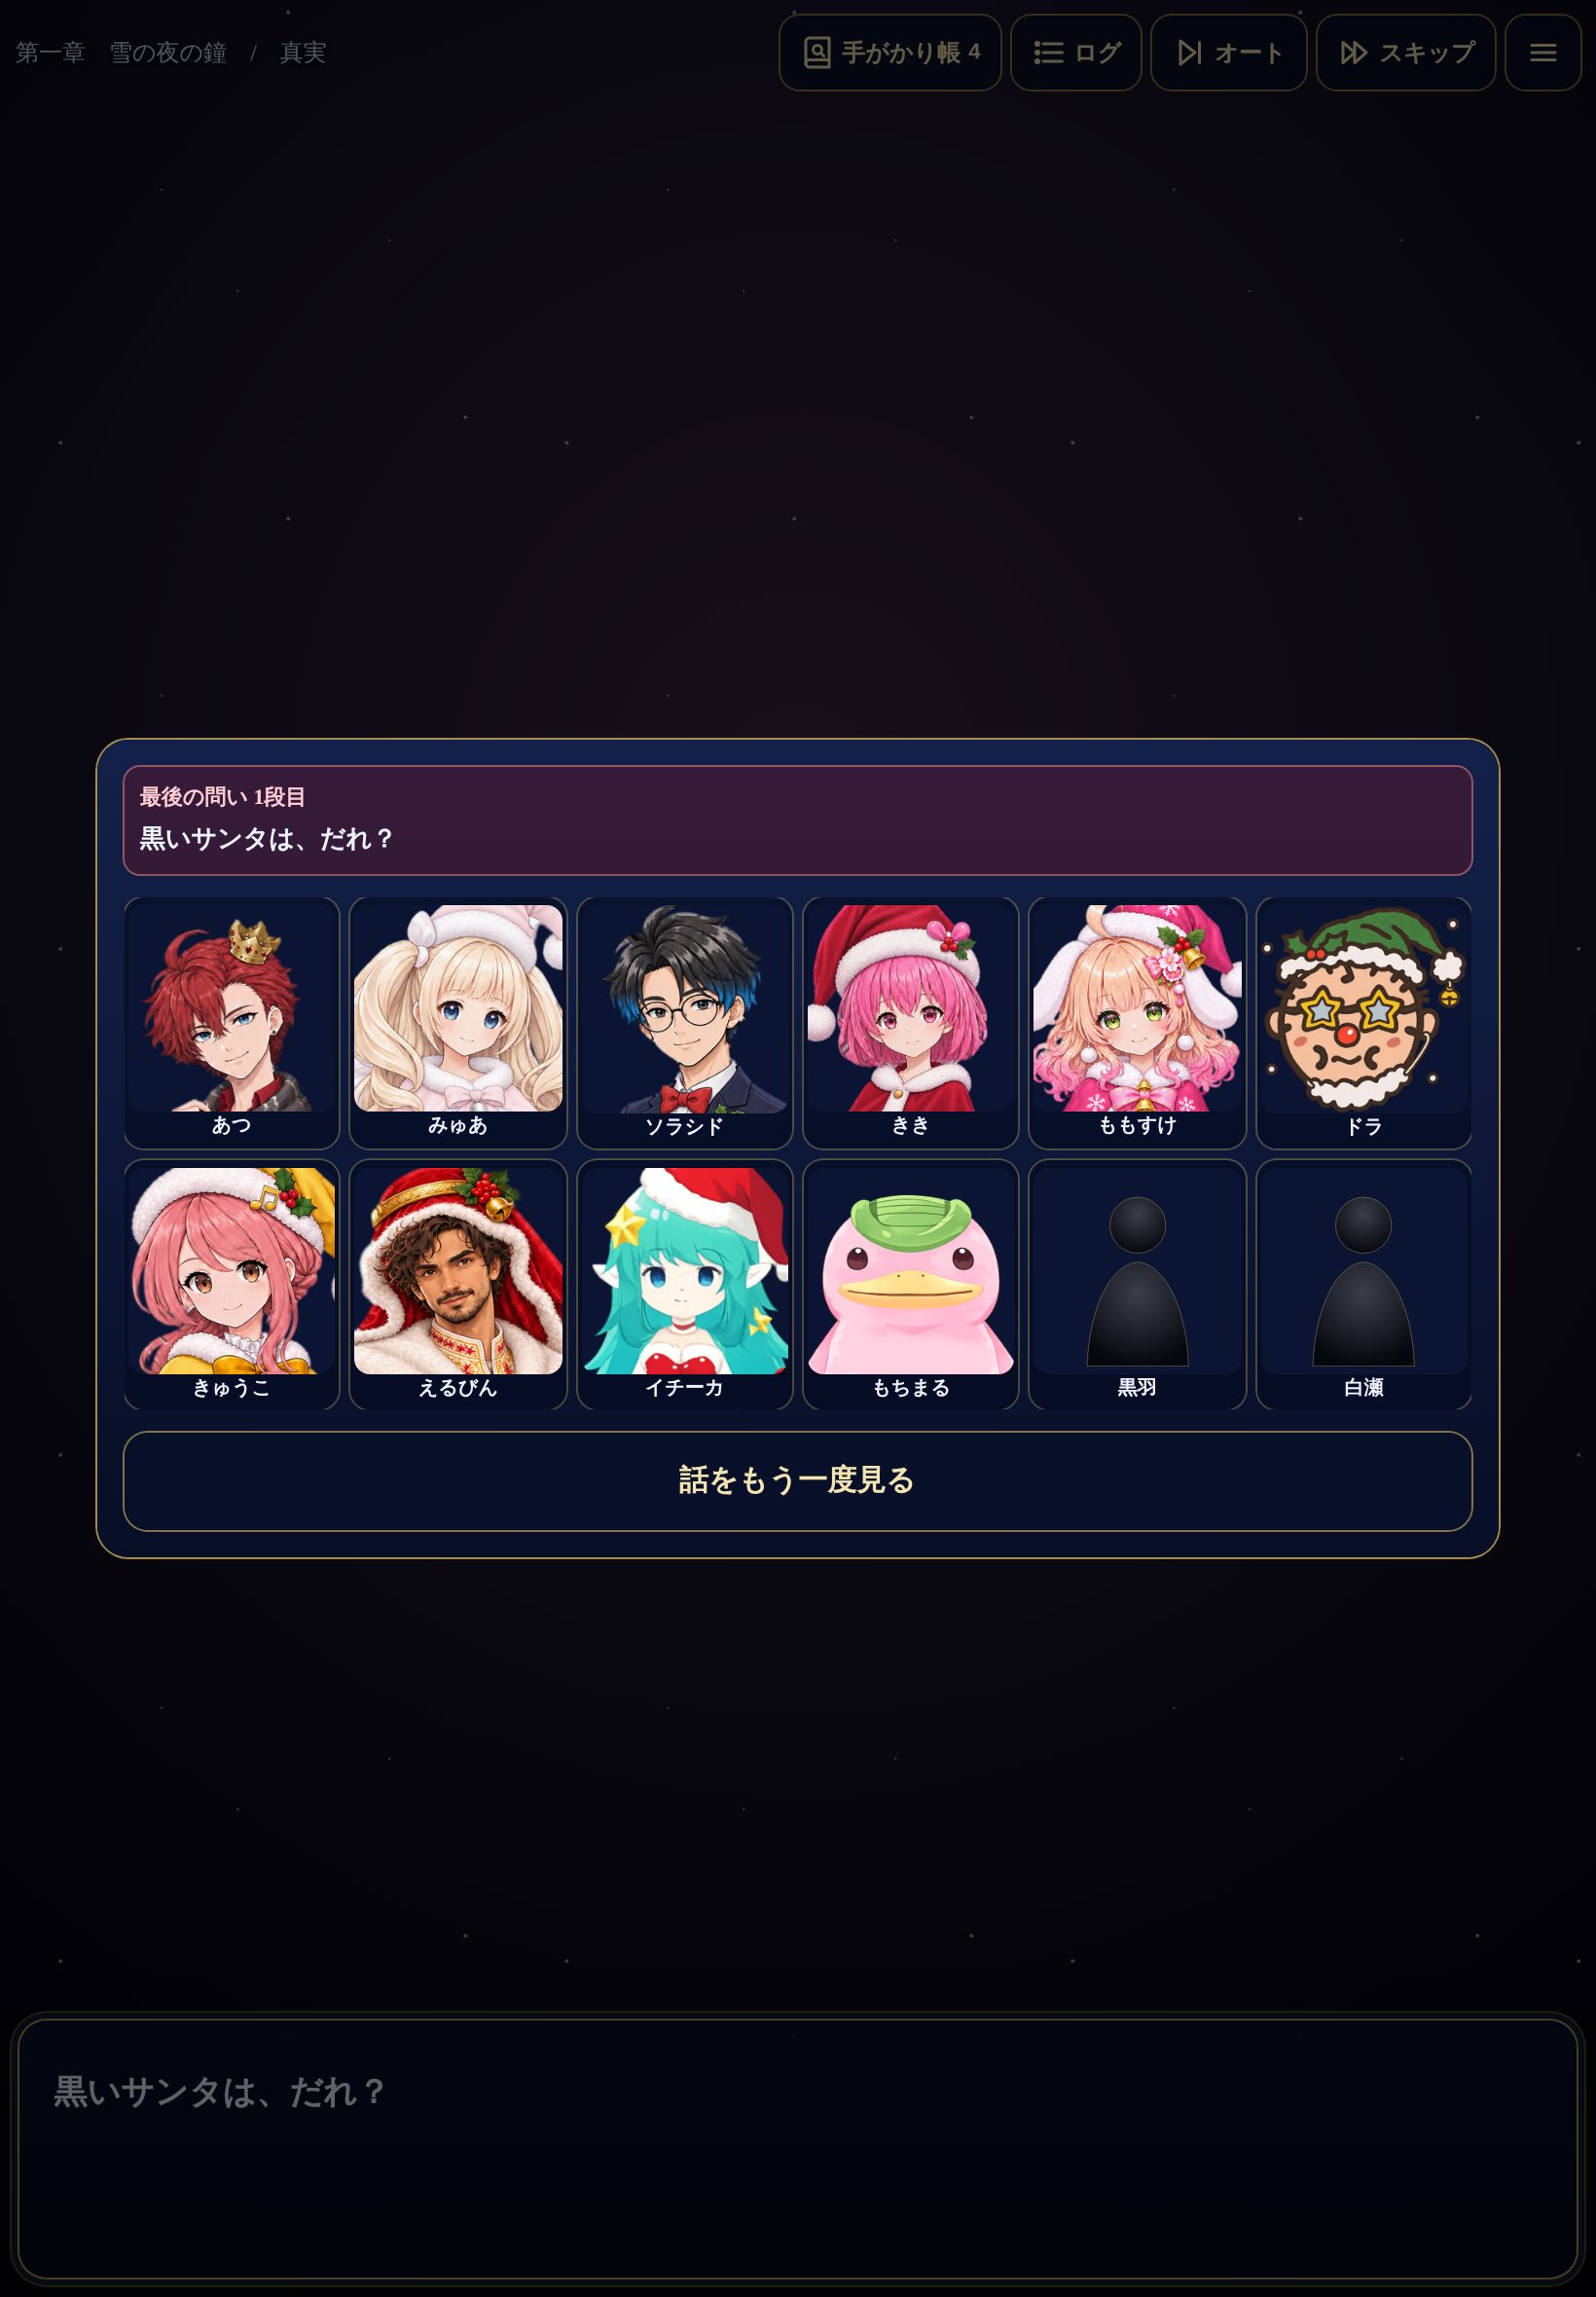 第一章 雪の夜の鐘 / 真実
手がかり帳 4
ログ
オート
スキップ
最後の問い 1段目
黒いサンタは、だれ？
あつ
みゅあ
ソラシド
きき
ももすけ
ドラ
きゅうこ
えるびん
イチーカ
もちまる
黒羽
白瀬
話をもう一度見る
黒いサンタは、だれ？